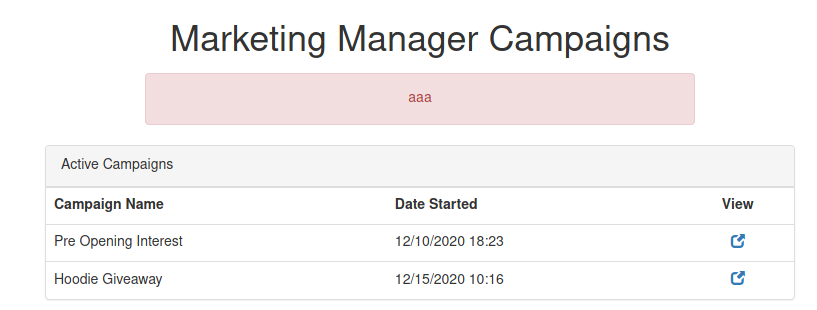 Marketing Manager Campaigns
aaa
Active Campaigns
Campaign Name Date Started View
Pre Opening Interest 12/10/2020 18:23
Hoodie Giveaway 12/15/2020 10:16